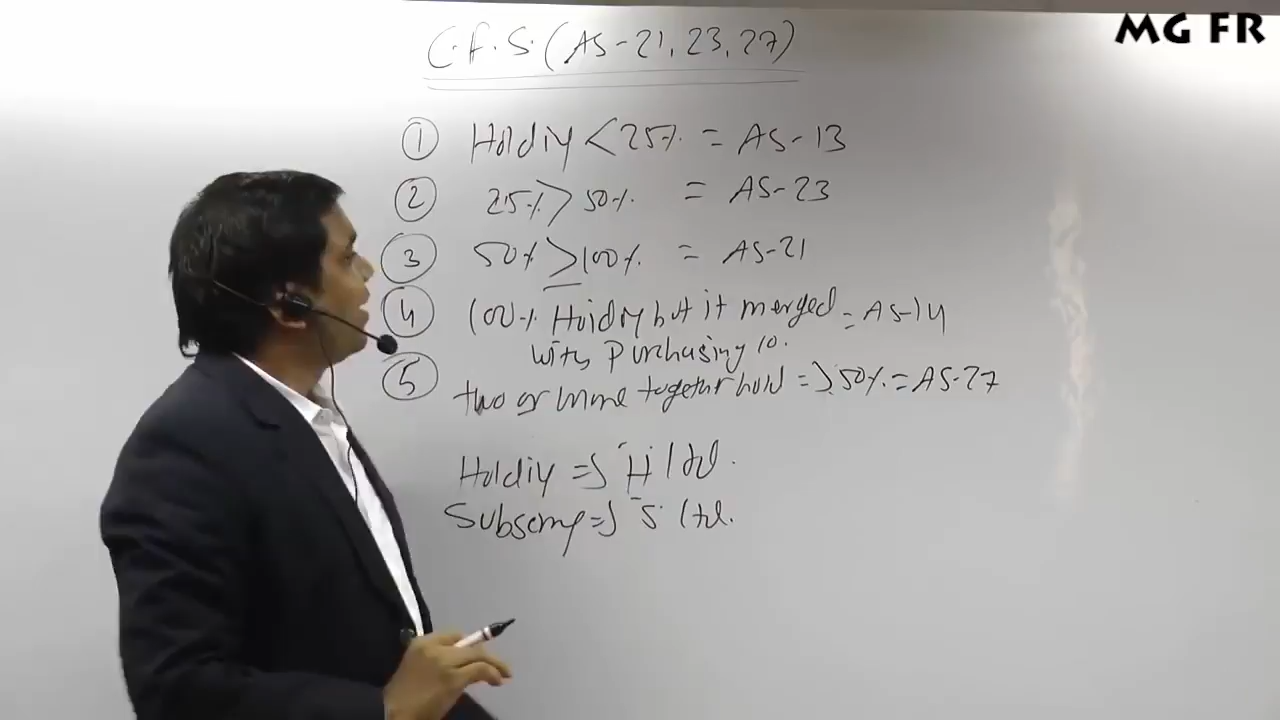 MG FR
C.F.S. (AS-21, 23, 27)
① Holding < 25% = AS-13
② 25% > 50% = AS-23
③ 50% ≥ 100% = AS-21
④ 100% Holding but it merged = AS-14
with Purchasing co.
⑤ two or more together hold => 50% = AS-27
Holding => "H" ltd.
Subsidiary => "S" ltd.